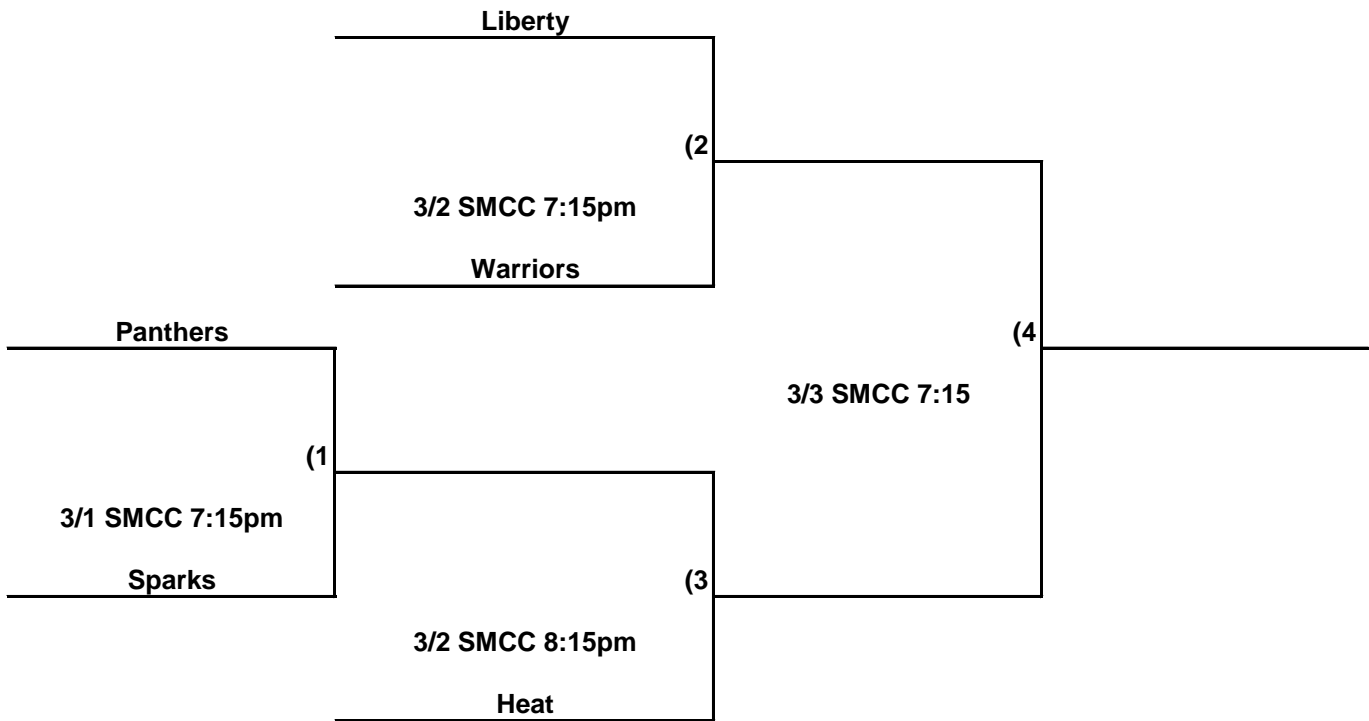 Liberty
(2
3/2 SMCC 7:15pm
Warriors
Panthers
(4
3/3 SMCC 7:15
(1
3/1 SMCC 7:15pm
Sparks
(3
3/2 SMCC 8:15pm
Heat